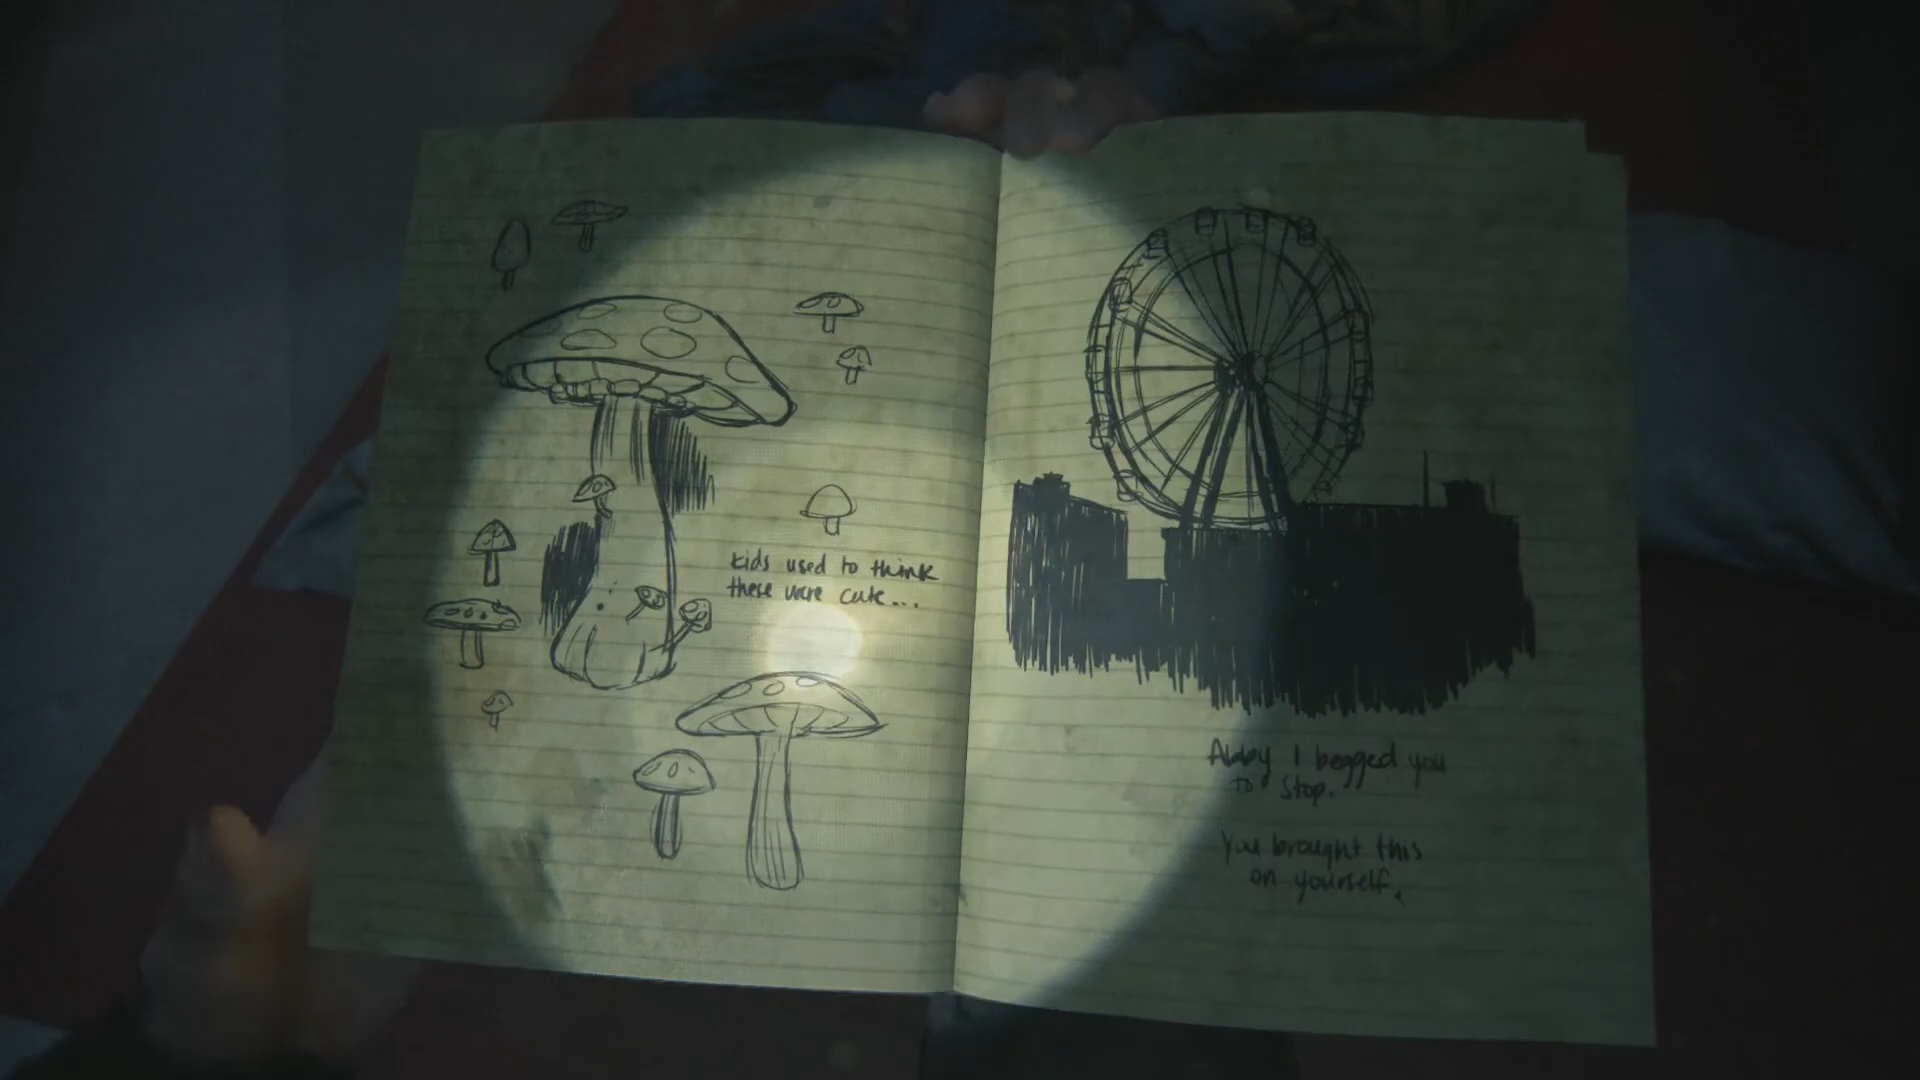 kids used to think
these were cute...
Abby I begged you
to stop.
You brought this
on yourself.